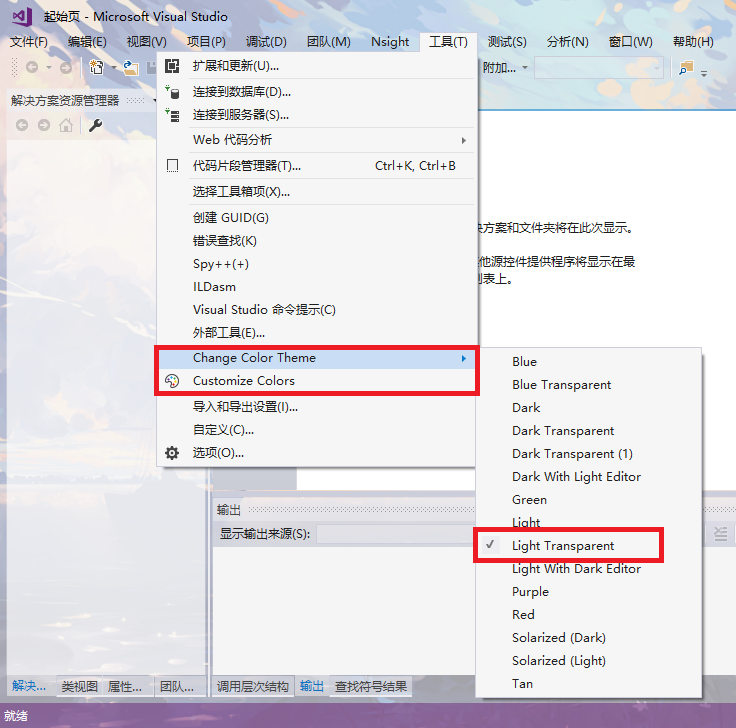 起始页 - Microsoft Visual Studio
文件(F) 编辑(E) 视图(V) 项目(P) 调试(D) 团队(M) Nsight 工具(T) 测试(S) 分析(N) 窗口(W) 帮助(H)
附加...
解决方案资源管理器
扩展和更新(U)...
连接到数据库(D)...
连接到服务器(S)...
Web 代码分析
代码片段管理器(T)... Ctrl+K, Ctrl+B
选择工具箱项(X)...
创建 GUID(G)
错误查找(K)
Spy++(+)
ILDasm
Visual Studio 命令提示(C)
外部工具(E)...
Change Color Theme
Customize Colors
导入和导出设置(I)...
自定义(C)...
选项(O)...
决方案和文件夹将在此次显示。
他源控件提供程序将显示在最
列表上。
Blue
Blue Transparent
Dark
Dark Transparent
Dark Transparent (1)
Dark With Light Editor
Green
Light
Light Transparent
Light With Dark Editor
Purple
Red
Solarized (Dark)
Solarized (Light)
Tan
输出
显示输出来源(S):
解决... 类视图 属性... 团队... 调用层次结构 输出 查找符号结果
就绪